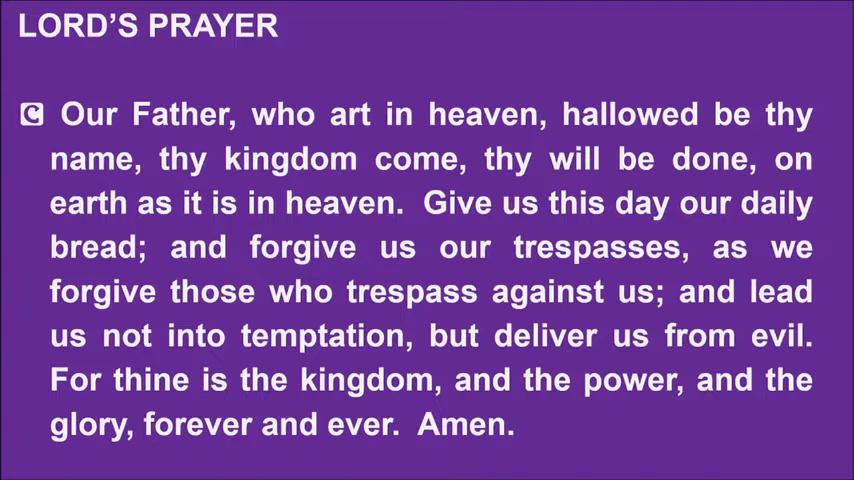 LORD'S PRAYER
C Our Father, who art in heaven, hallowed be thy
name, thy kingdom come, thy will be done, on
earth as it is in heaven. Give us this day our daily
bread; and forgive us our trespasses, as we
forgive those who trespass against us; and lead
us not into temptation, but deliver us from evil.
For thine is the kingdom, and the power, and the
glory, forever and ever. Amen.